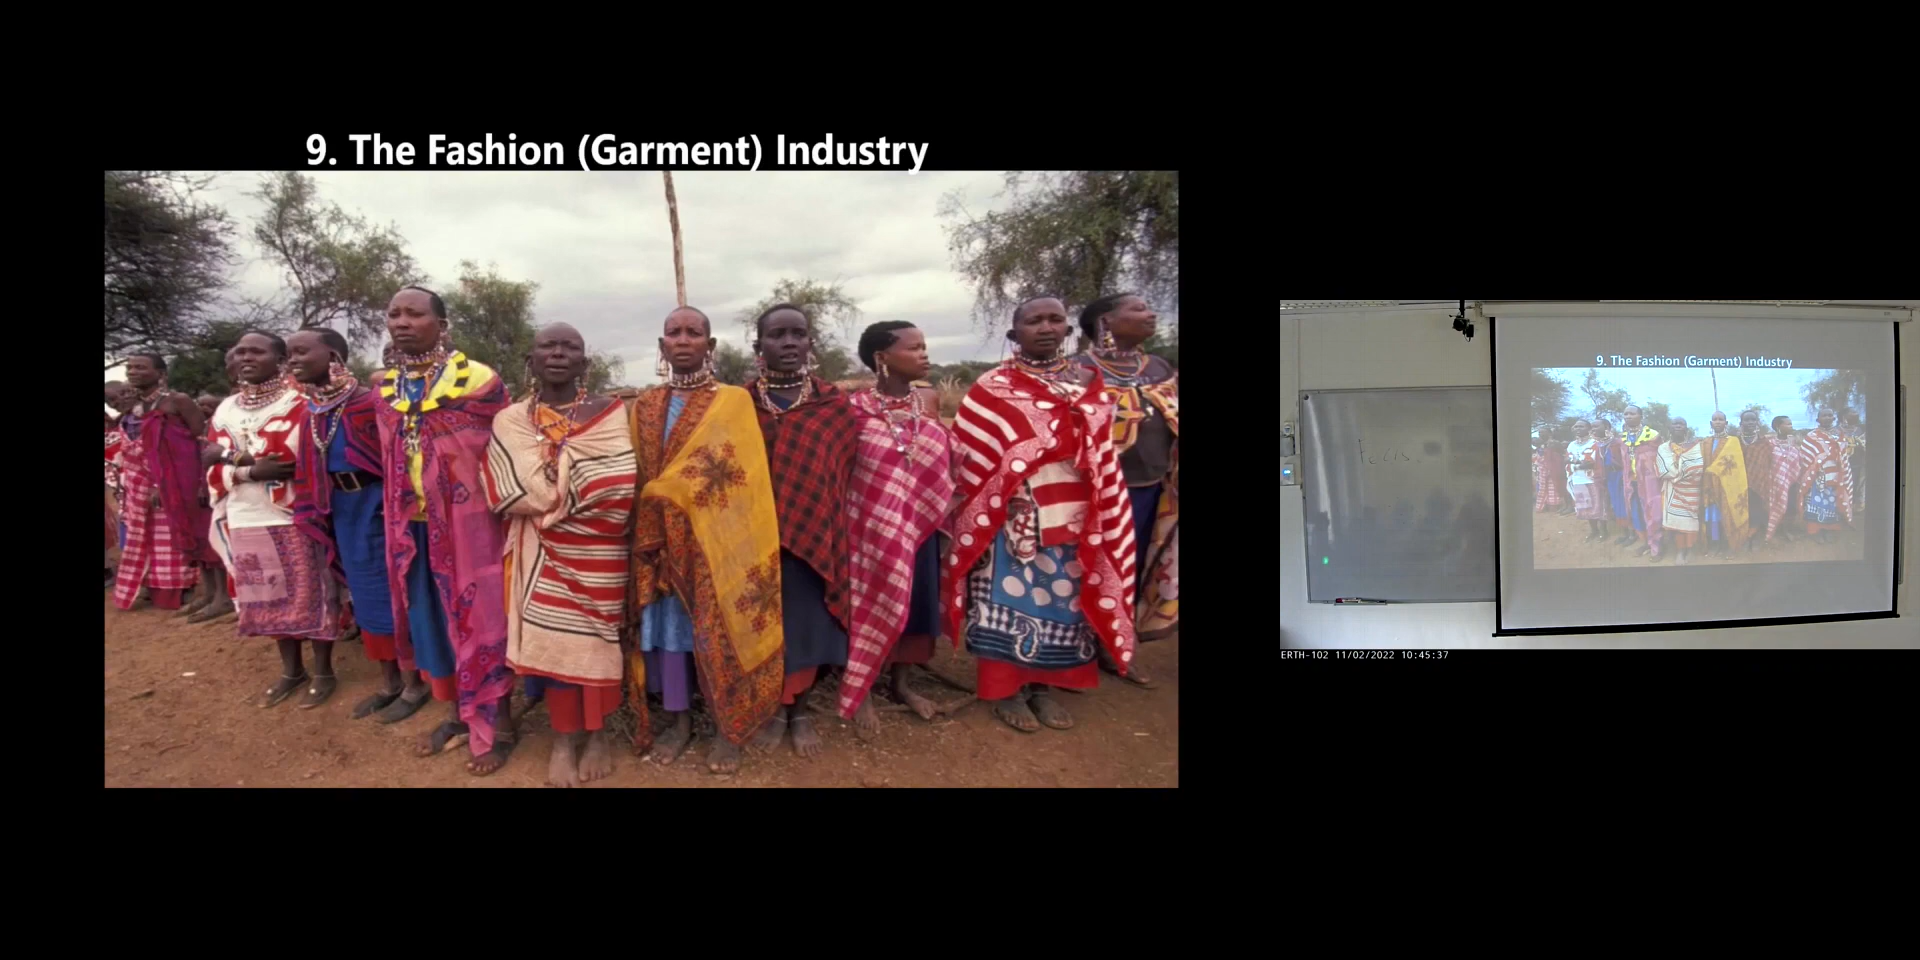 9. The Fashion (Garment) Industry
9. The Fashion (Garment) Industry
ERTH-102 11/02/2022 10:45:37